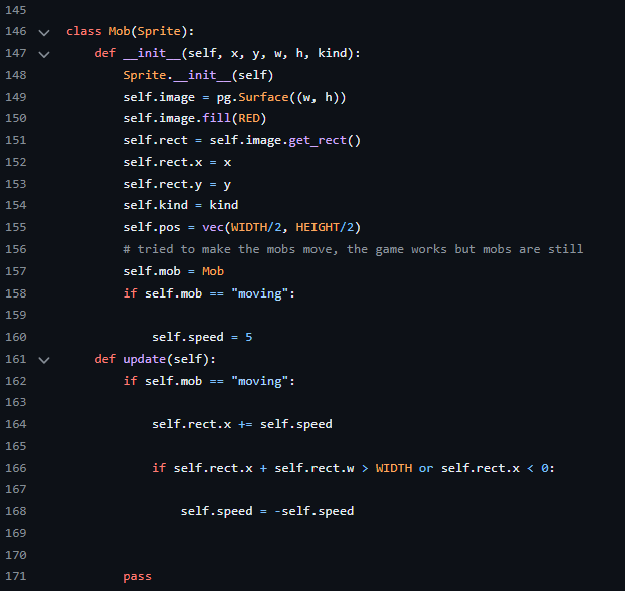 145
146 class Mob(Sprite):
147     def __init__(self, x, y, w, h, kind):
148         Sprite.__init__(self)
149         self.image = pg.Surface((w, h))
150         self.image.fill(RED)
151         self.rect = self.image.get_rect()
152         self.rect.x = x
153         self.rect.y = y
154         self.kind = kind
155         self.pos = vec(WIDTH/2, HEIGHT/2)
156         # tried to make the mobs move, the game works but mobs are still
157         self.mob = Mob
158         if self.mob == "moving":
159
160             self.speed = 5
161     def update(self):
162         if self.mob == "moving":
163
164             self.rect.x += self.speed
165
166             if self.rect.x + self.rect.w > WIDTH or self.rect.x < 0:
167
168                 self.speed = -self.speed
169
170
171         pass